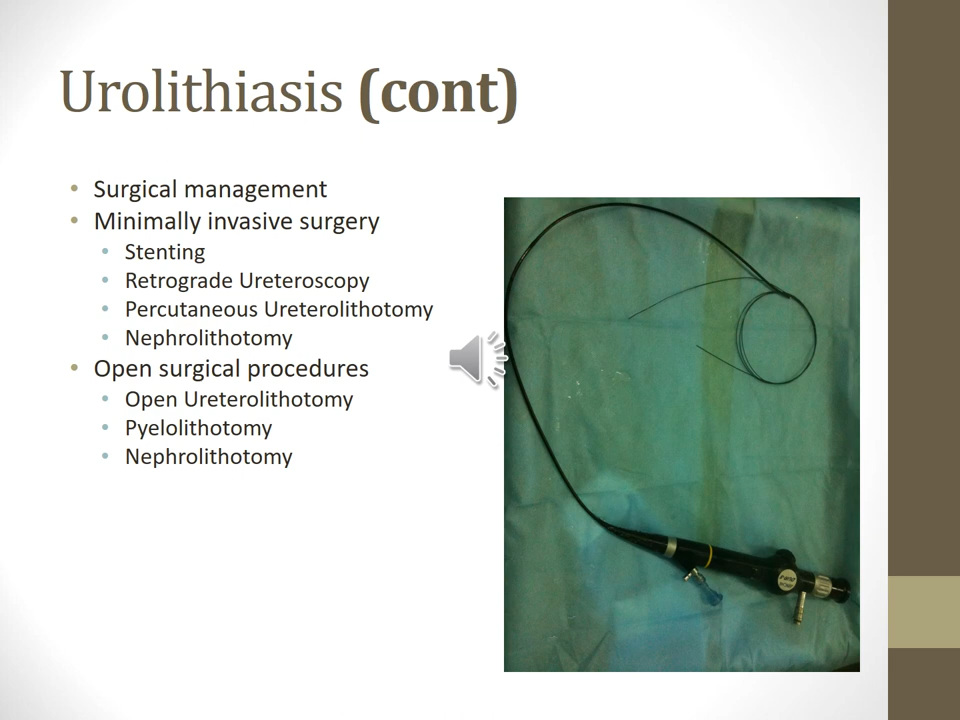 Urolithiasis (cont)
Surgical management
Minimally invasive surgery
Stenting
Retrograde Ureteroscopy
Percutaneous Ureterolithotomy
Nephrolithotomy
Open surgical procedures
Open Ureterolithotomy
Pyelolithotomy
Nephrolithotomy